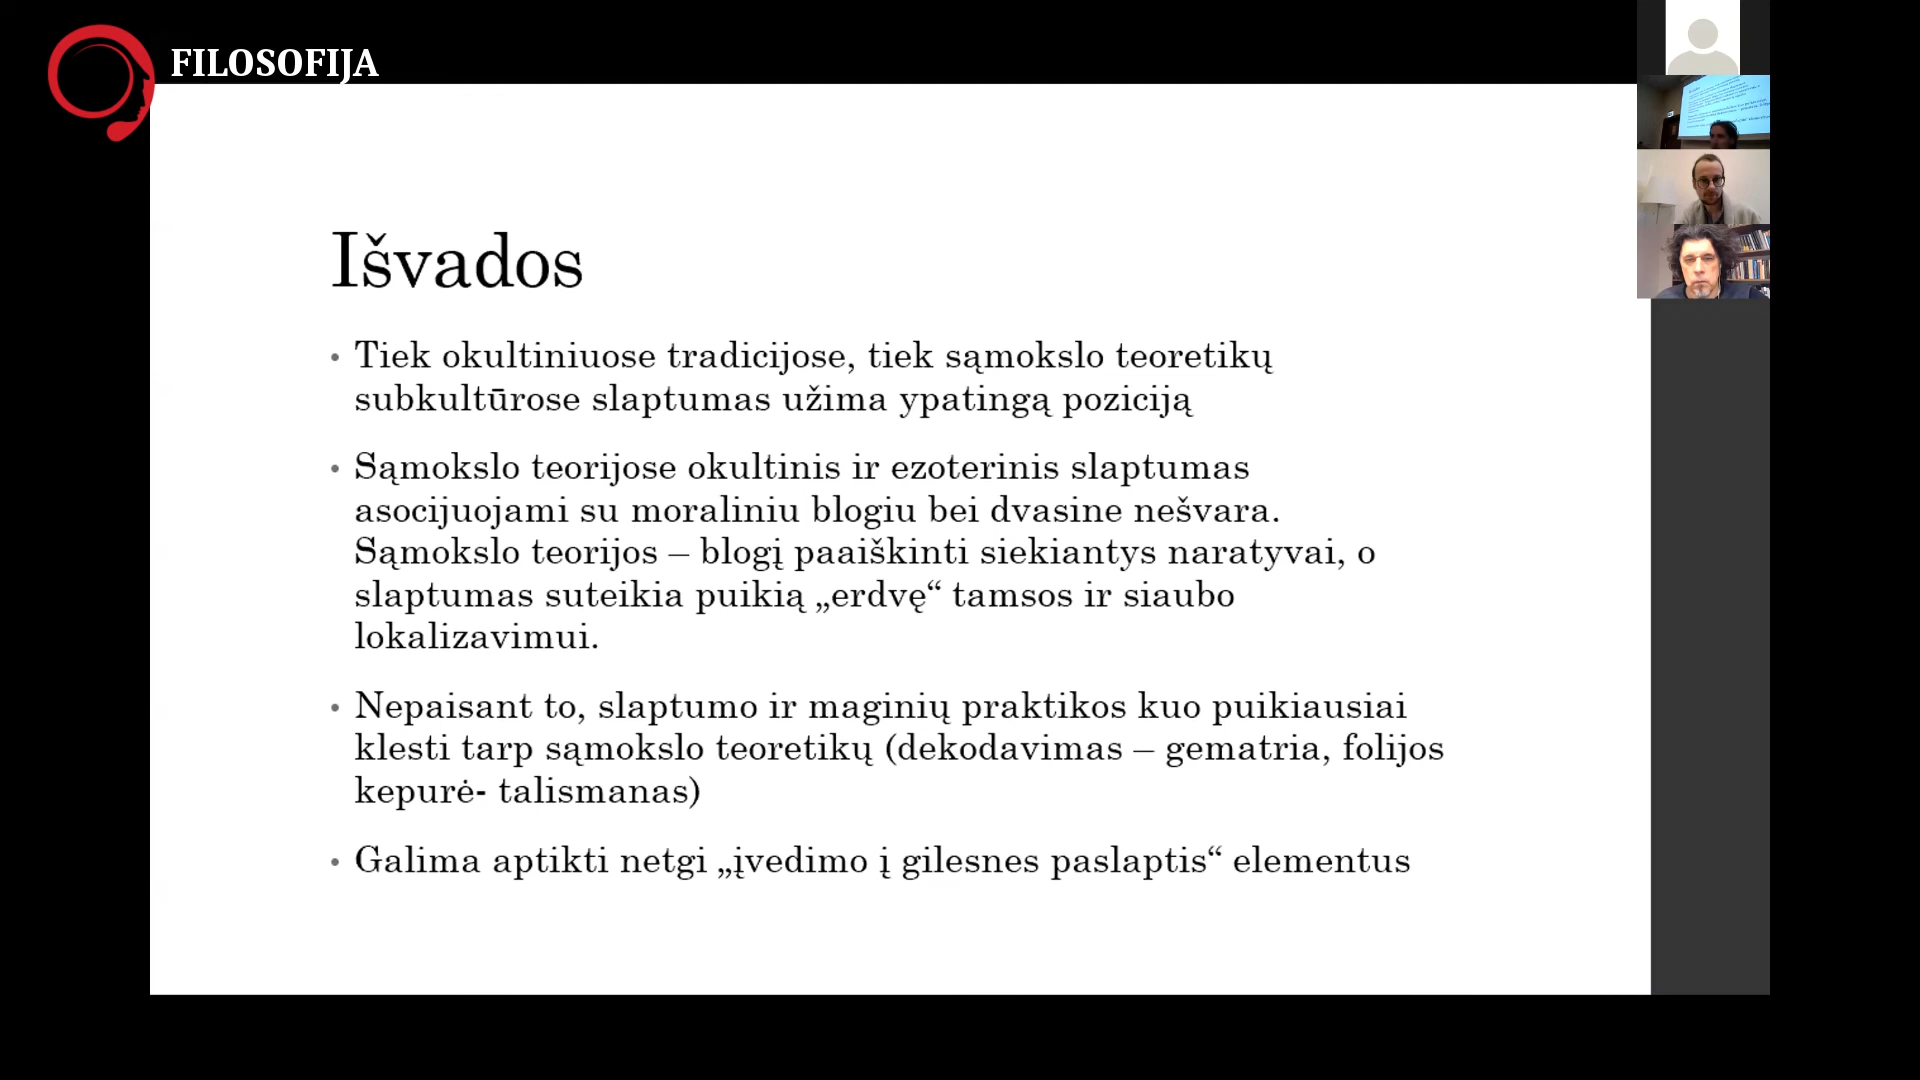 FILOSOFIJA
Išvados
• Tiek okultiniuose tradicijose, tiek sąmokslo teoretikų
subkultūrose slaptumas užima ypatingą poziciją
• Sąmokslo teorijose okultinis ir ezoterinis slaptumas
asocijuojami su moraliniu blogiu bei dvasine nešvara.
Sąmokslo teorijos – blogį paaiškinti siekiantys naratyvai, o
slaptumas suteikia puikią „erdvę“ tamsos ir siaubo
lokalizavimui.
• Nepaisant to, slaptumo ir maginių praktikos kuo puikiausiai
klesti tarp sąmokslo teoretikų (dekodavimas – gematria, folijos
kepurė- talismanas)
• Galima aptikti netgi „įvedimo į gilesnes paslaptis“ elementus